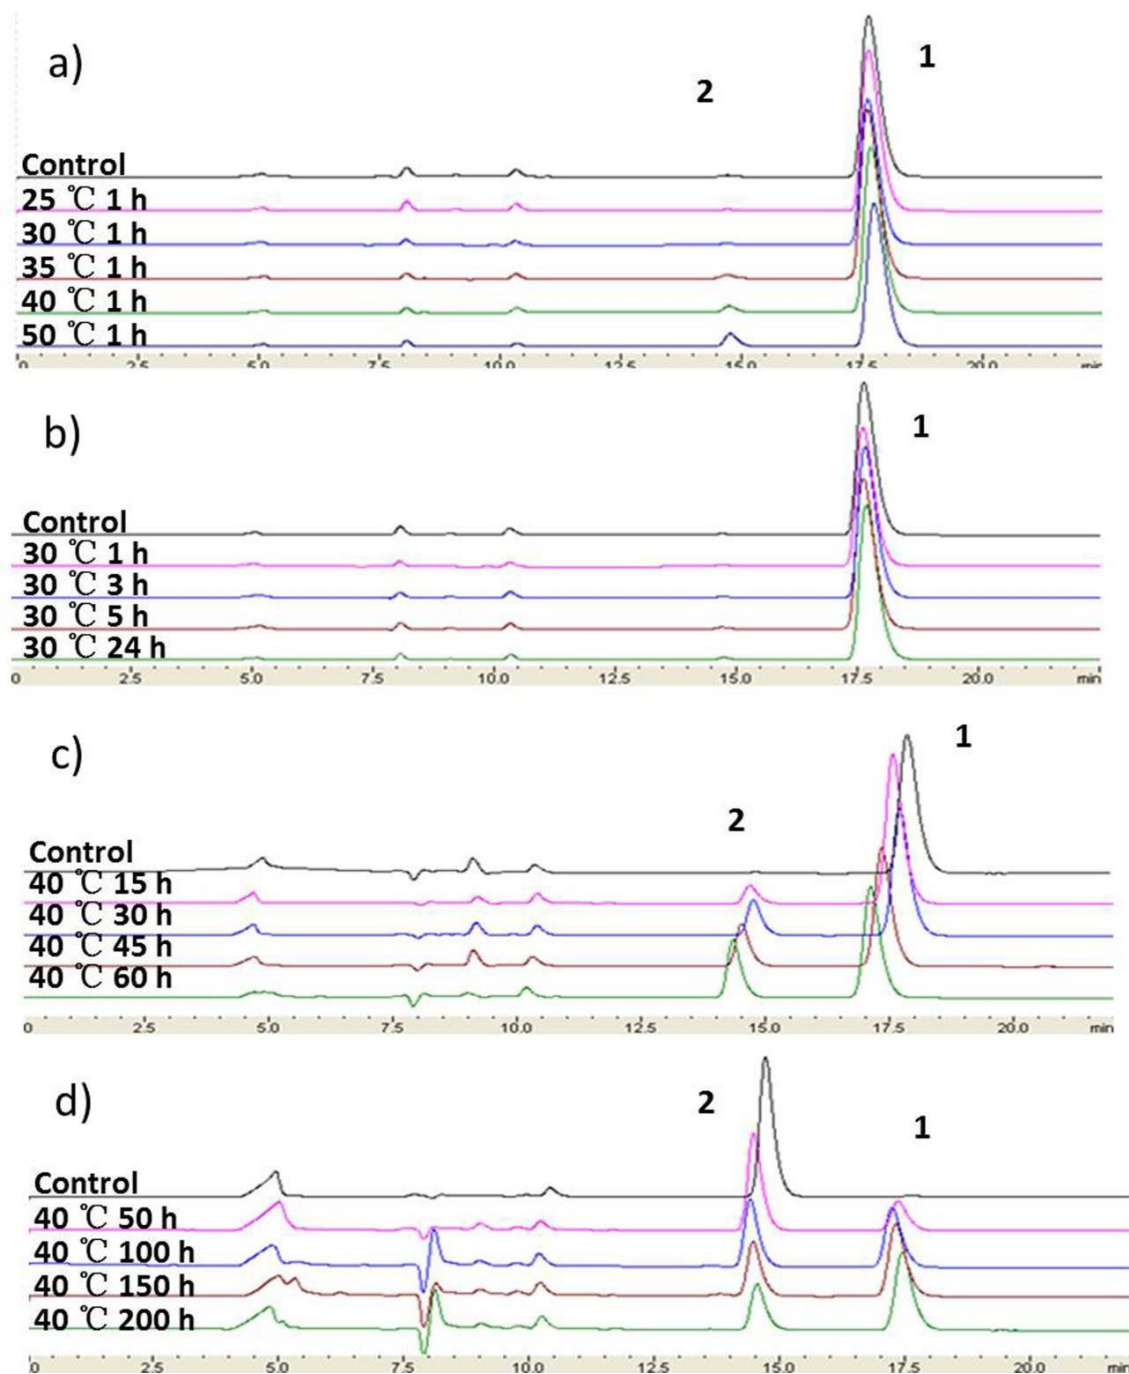 a)
2
1
Control
25 ℃ 1 h
30 ℃ 1 h
35 ℃ 1 h
40 ℃ 1 h
50 ℃ 1 h
0 2.5 5.0 7.5 10.0 12.5 15.0 17.5 20.0 min
b)
1
Control
30 ℃ 1 h
30 ℃ 3 h
30 ℃ 5 h
30 ℃ 24 h
0 2.5 5.0 7.5 10.0 12.5 15.0 17.5 20.0 min
c)
1
2
Control
40 ℃ 15 h
40 ℃ 30 h
40 ℃ 45 h
40 ℃ 60 h
0 2.5 5.0 7.5 10.0 12.5 15.0 17.5 20.0 min
d)
2
1
Control
40 ℃ 50 h
40 ℃ 100 h
40 ℃ 150 h
40 ℃ 200 h
.0 2.5 5.0 7.5 10.0 12.5 15.0 17.5 20.0 min